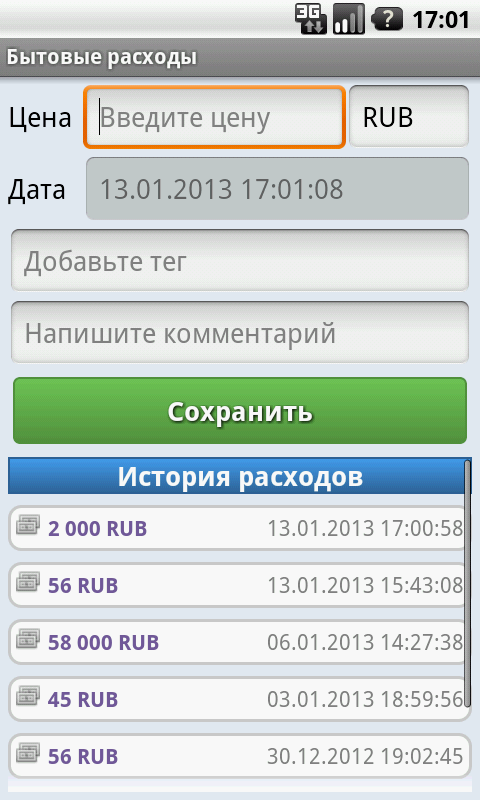 3G ? 17:01
Бытовые расходы
Цена Введите цену RUB
Дата 13.01.2013 17:01:08
Добавьте тег
Напишите комментарий
Сохранить
История расходов
2 000 RUB 13.01.2013 17:00:58
56 RUB 13.01.2013 15:43:08
58 000 RUB 06.01.2013 14:27:38
45 RUB 03.01.2013 18:59:56
56 RUB 30.12.2012 19:02:45